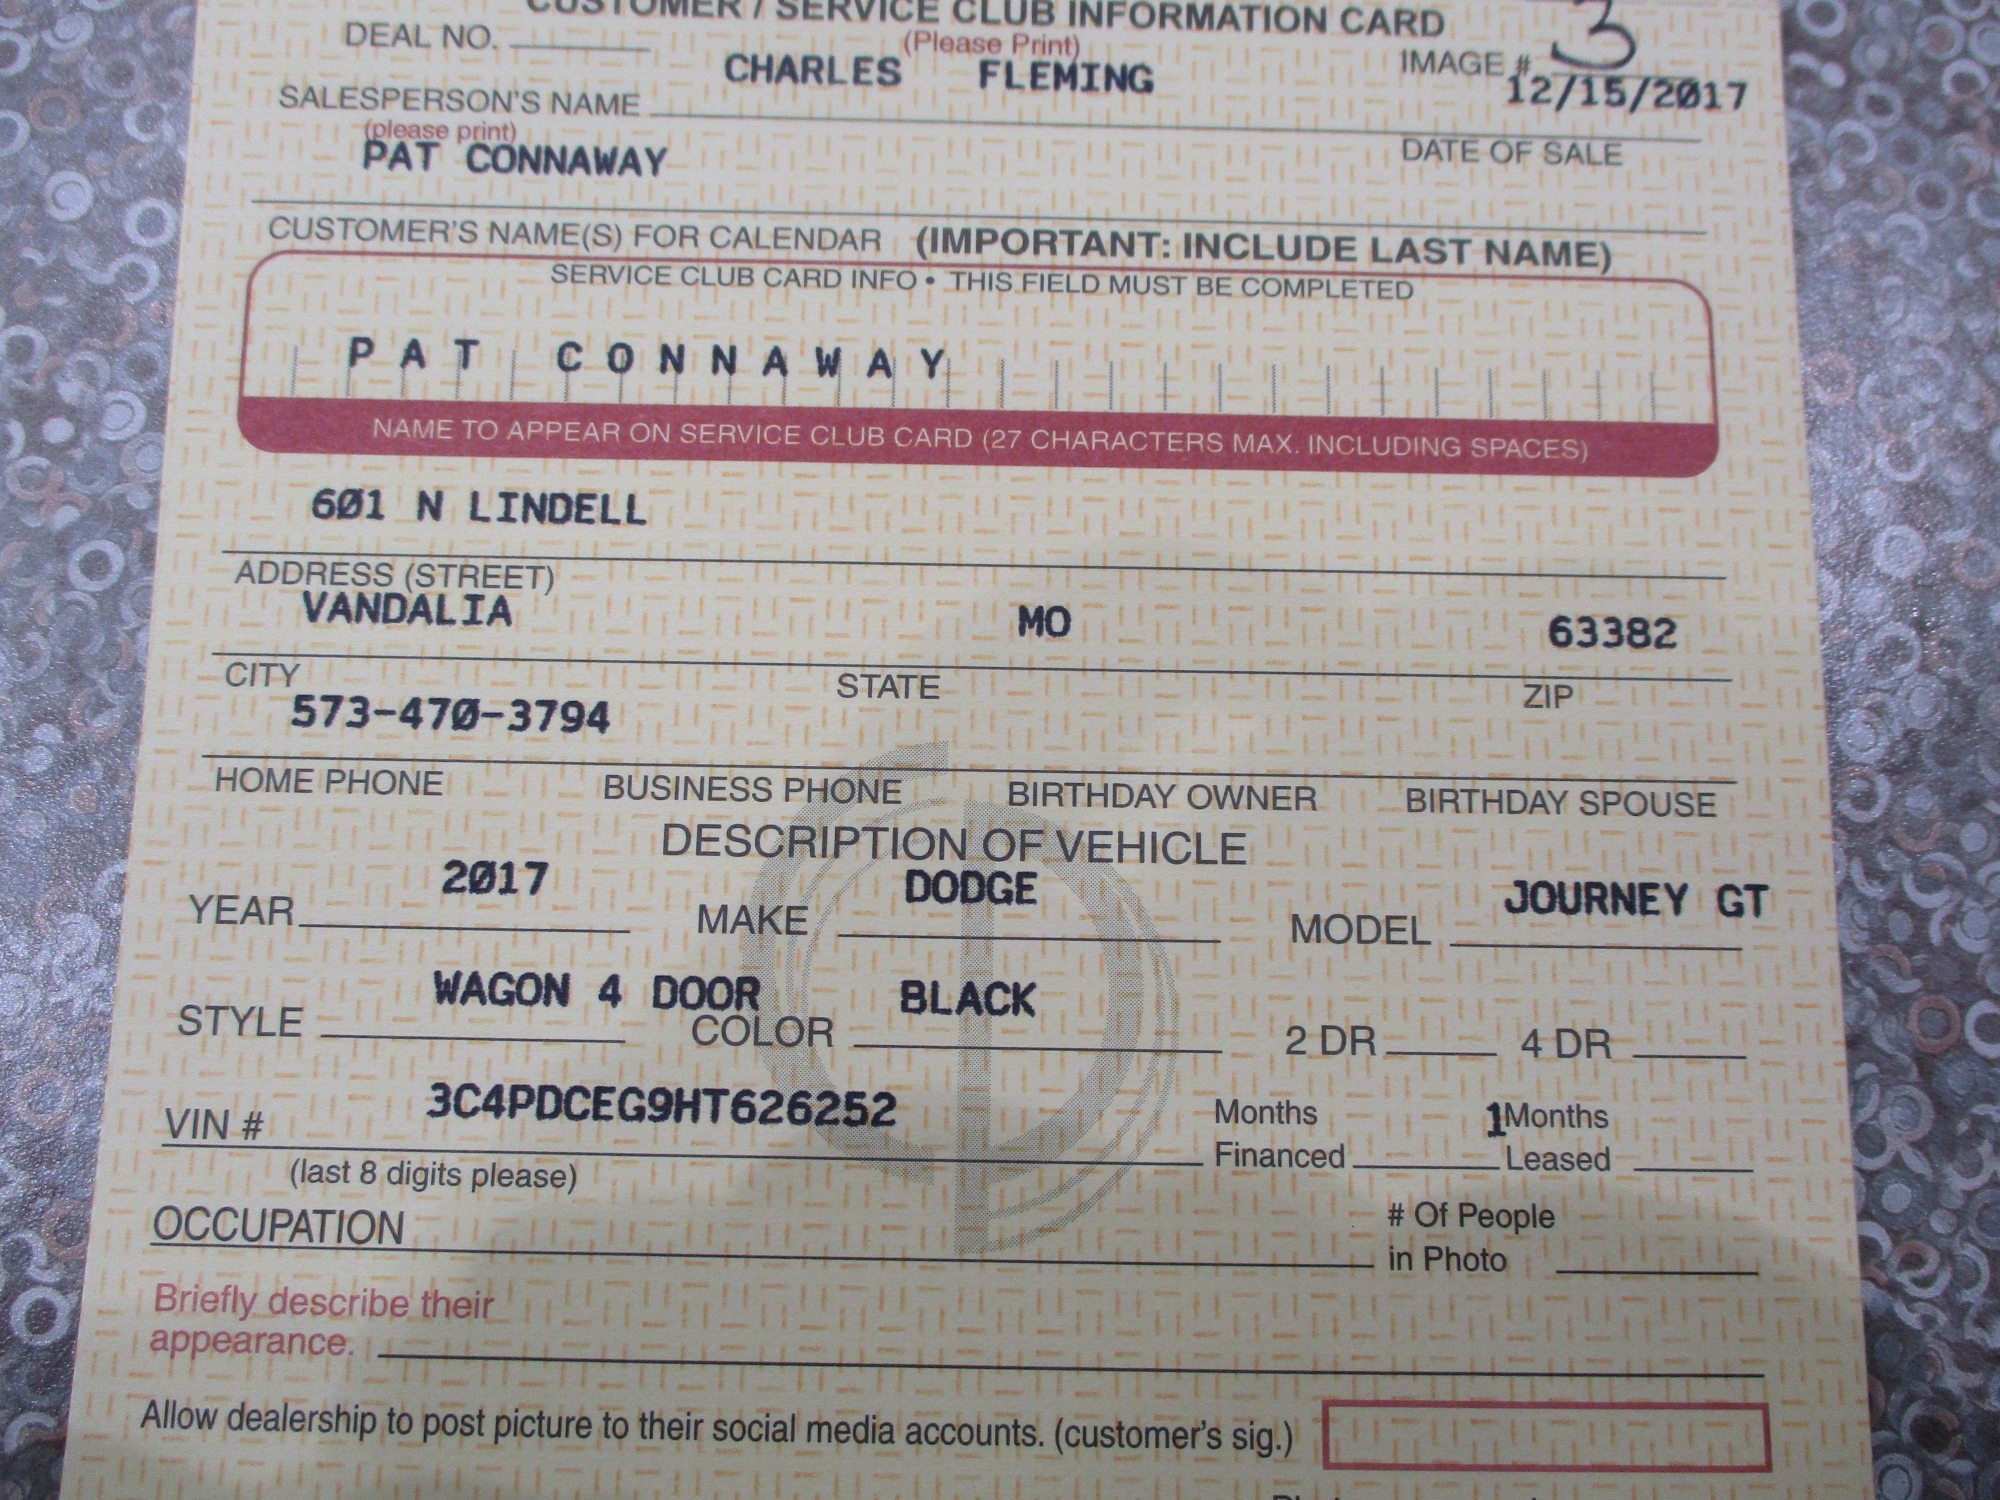 CUSTOMER / SERVICE CLUB INFORMATION CARD
DEAL NO.
(Please Print)
IMAGE # 3
CHARLES FLEMING
12/15/2017
SALESPERSON'S NAME
(please print)
DATE OF SALE
PAT CONNAWAY
CUSTOMER'S NAME(S) FOR CALENDAR (IMPORTANT: INCLUDE LAST NAME)
SERVICE CLUB CARD INFO • THIS FIELD MUST BE COMPLETED
PAT CONNAWAY
NAME TO APPEAR ON SERVICE CLUB CARD (27 CHARACTERS MAX. INCLUDING SPACES)
601 N LINDELL
ADDRESS (STREET)
VANDALIA MO 63382
CITY STATE ZIP
573-470-3794
HOME PHONE BUSINESS PHONE BIRTHDAY OWNER BIRTHDAY SPOUSE
DESCRIPTION OF VEHICLE
YEAR 2017 MAKE DODGE MODEL JOURNEY GT
STYLE WAGON 4 DOOR COLOR BLACK 2 DR 4 DR
VIN # 3C4PDCEG9HT626252 Months Financed 1 Months Leased
(last 8 digits please)
OCCUPATION # Of People in Photo
Briefly describe their
appearance.
Allow dealership to post picture to their social media accounts. (customer's sig.)